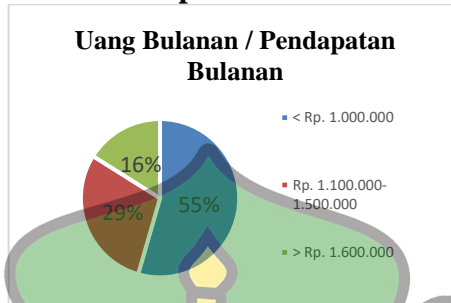 Uang Bulanan / Pendapatan
Bulanan
< Rp. 1.000.000
16%
Rp. 1.100.000-
1.500.000
29%
55%
> Rp. 1.600.000